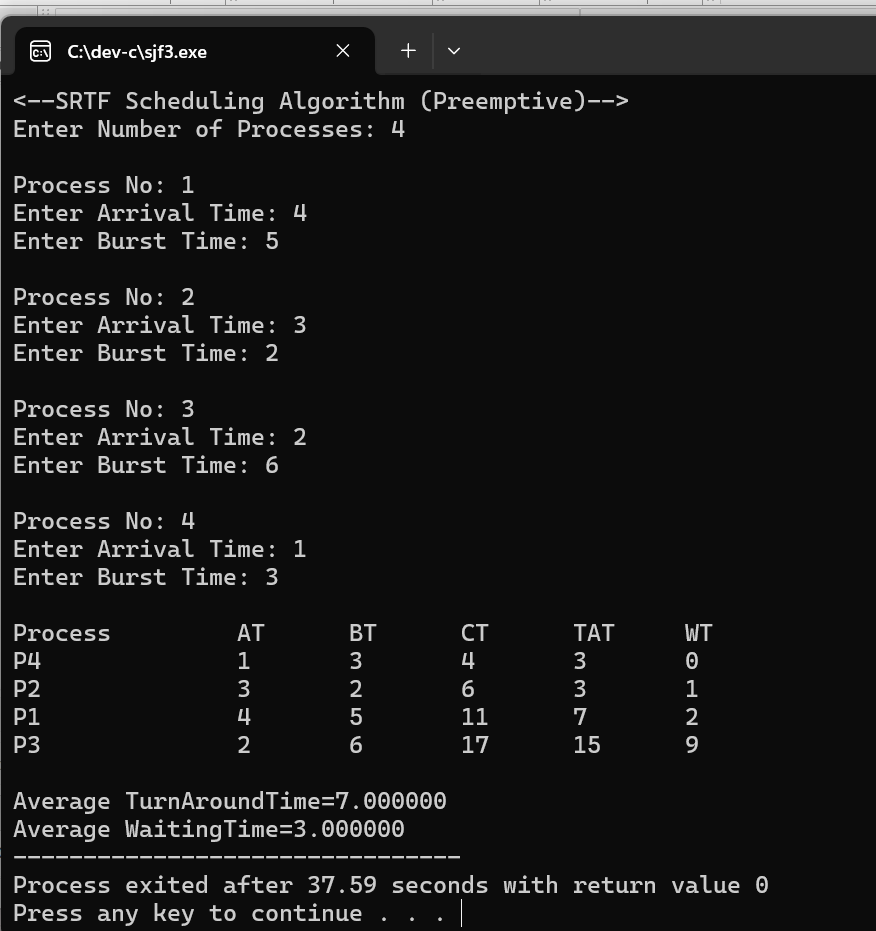 C:\dev-c\sjf3.exe
<--SRTF Scheduling Algorithm (Preemptive)-->
Enter Number of Processes: 4
Process No: 1
Enter Arrival Time: 4
Enter Burst Time: 5
Process No: 2
Enter Arrival Time: 3
Enter Burst Time: 2
Process No: 3
Enter Arrival Time: 2
Enter Burst Time: 6
Process No: 4
Enter Arrival Time: 1
Enter Burst Time: 3
Process AT BT CT TAT WT
P4 1 3 4 3 0
P2 3 2 6 3 1
P1 4 5 11 7 2
P3 2 6 17 15 9
Average TurnAroundTime=7.000000
Average WaitingTime=3.000000
--------------------------------
Process exited after 37.59 seconds with return value 0
Press any key to continue . . .